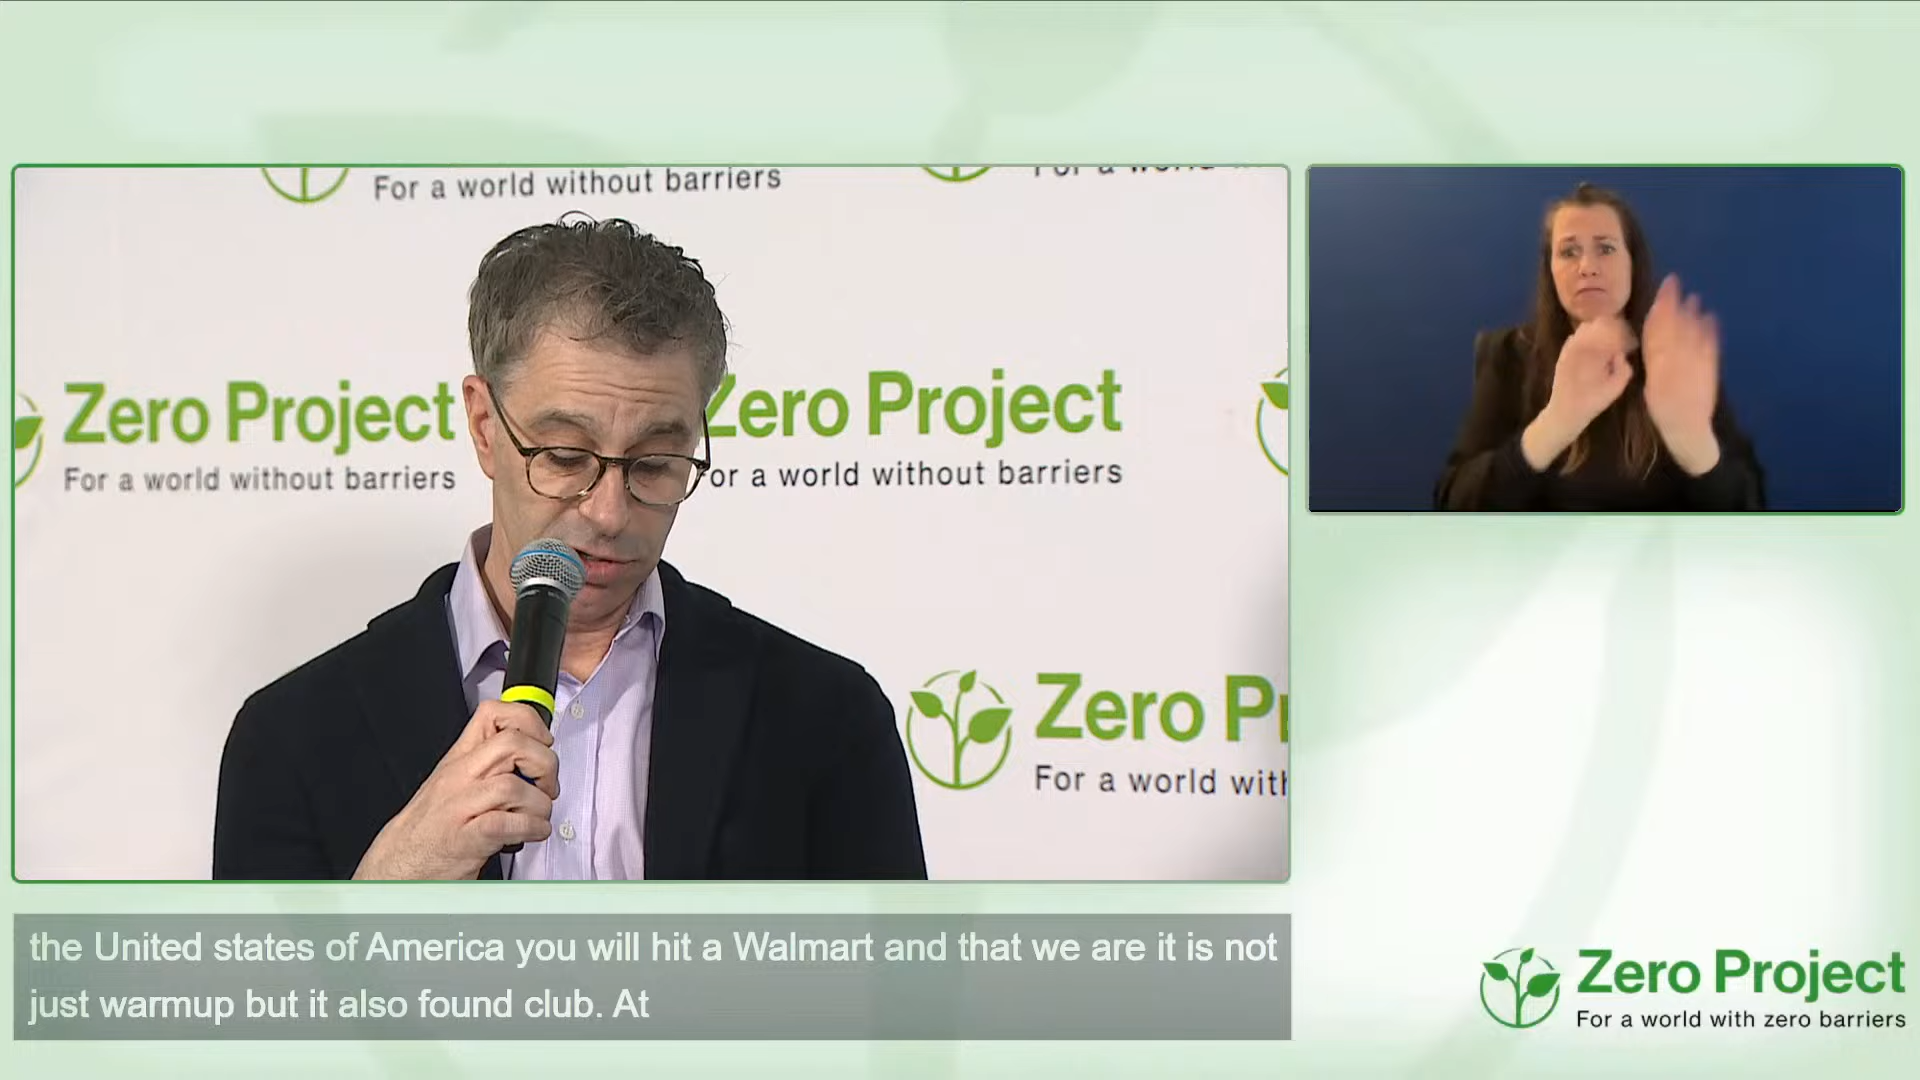 For a world without barriers
Zero Project
For a world without barriers
Zero Project
or a world without barriers
Zero Pr
For a world with
the United states of America you will hit a Walmart and that we are it is not
just warmup but it also found club. At
Zero Project
For a world with zero barriers